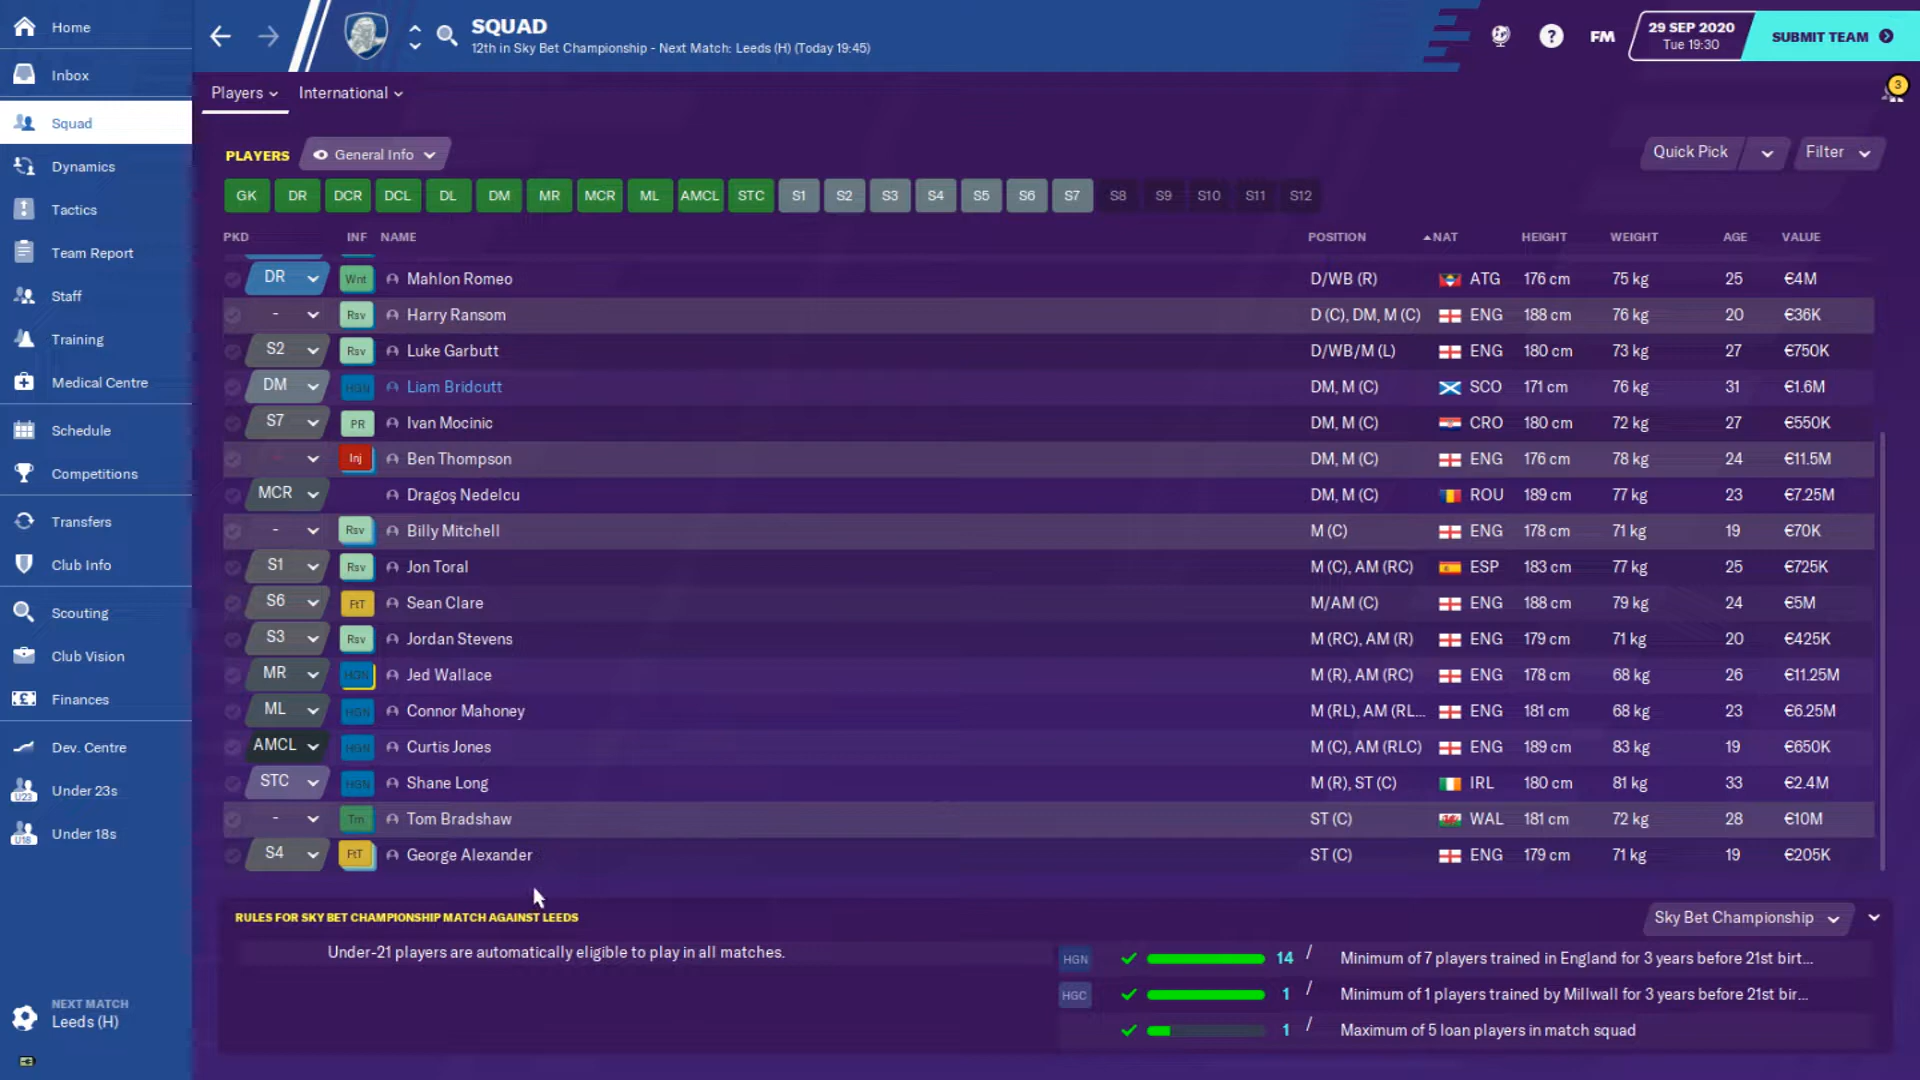 Home
Inbox
Squad
Dynamics
Tactics
Team Report
Staff
Training
Medical Centre
Schedule
Competitions
Transfers
Club Info
Scouting
Club Vision
Finances
Dev. Centre
U23 Under 23s
U18 Under 18s
NEXT MATCH
Leeds (H)
SQUAD
12th in Sky Bet Championship - Next Match: Leeds (H) (Today 19:45)
? FM
29 SEP 2020
Tue 19:30
SUBMIT TEAM
Players International
3
PLAYERS General Info Quick Pick Filter
GK DR DCR DCL DL DM MR MCR ML AMCL STC S1 S2 S3 S4 S5 S6 S7 S8 S9 S10 S11 S12
PKD INF NAME POSITION NAT HEIGHT WEIGHT AGE VALUE
DR Wnt Mahlon Romeo D/WB (R) ATG 176 cm 75 kg 25 €4M
- Rsv Harry Ransom D (C), DM, M (C) ENG 188 cm 76 kg 20 €36K
S2 Rsv Luke Garbutt D/WB/M (L) ENG 180 cm 73 kg 27 €750K
DM HGN Liam Bridcutt DM, M (C) SCO 171 cm 76 kg 31 €1.6M
S7 PR Ivan Mocinic DM, M (C) CRO 180 cm 72 kg 27 €550K
Inj Ben Thompson DM, M (C) ENG 176 cm 78 kg 24 €11.5M
MCR Dragoş Nedelcu DM, M (C) ROU 189 cm 77 kg 23 €7.25M
- Rsv Billy Mitchell M (C) ENG 178 cm 71 kg 19 €70K
S1 Rsv Jon Toral M (C), AM (RC) ESP 183 cm 77 kg 25 €725K
S6 FtT Sean Clare M/AM (C) ENG 188 cm 79 kg 24 €5M
S3 Rsv Jordan Stevens M (RC), AM (R) ENG 179 cm 71 kg 20 €425K
MR HGN Jed Wallace M (R), AM (RC) ENG 178 cm 68 kg 26 €11.25M
ML HGN Connor Mahoney M (RL), AM (RL... ENG 181 cm 68 kg 23 €6.25M
AMCL HGN Curtis Jones M (C), AM (RLC) ENG 189 cm 83 kg 19 €650K
STC HGN Shane Long M (R), ST (C) IRL 180 cm 81 kg 33 €2.4M
- Trn Tom Bradshaw ST (C) WAL 181 cm 72 kg 28 €10M
S4 FtT George Alexander ST (C) ENG 179 cm 71 kg 19 €205K
RULES FOR SKY BET CHAMPIONSHIP MATCH AGAINST LEEDS Sky Bet Championship
Under-21 players are automatically eligible to play in all matches.
HGN 14 / Minimum of 7 players trained in England for 3 years before 21st birt...
HGC 1 / Minimum of 1 players trained by Millwall for 3 years before 21st bir...
1 / Maximum of 5 loan players in match squad